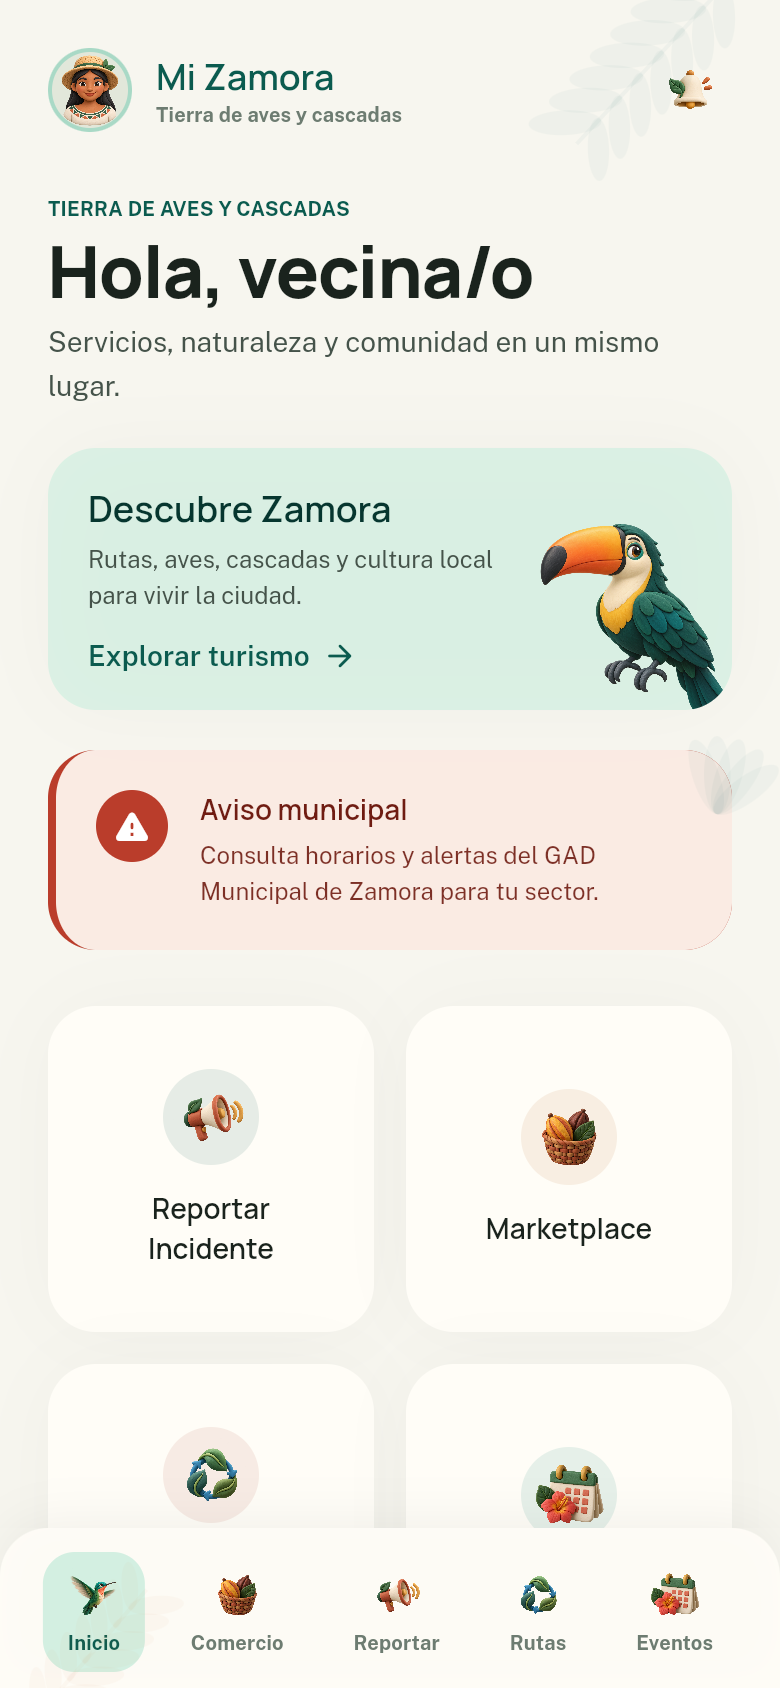 Mi Zamora
Tierra de aves y cascadas
TIERRA DE AVES Y CASCADAS
Hola, vecina/o
Servicios, naturaleza y comunidad en un mismo
lugar.
Descubre Zamora
Rutas, aves, cascadas y cultura local
para vivir la ciudad.
Explorar turismo →
Aviso municipal
Consulta horarios y alertas del GAD
Municipal de Zamora para tu sector.
Reportar
Incidente
Marketplace
Inicio
Comercio
Reportar
Rutas
Eventos